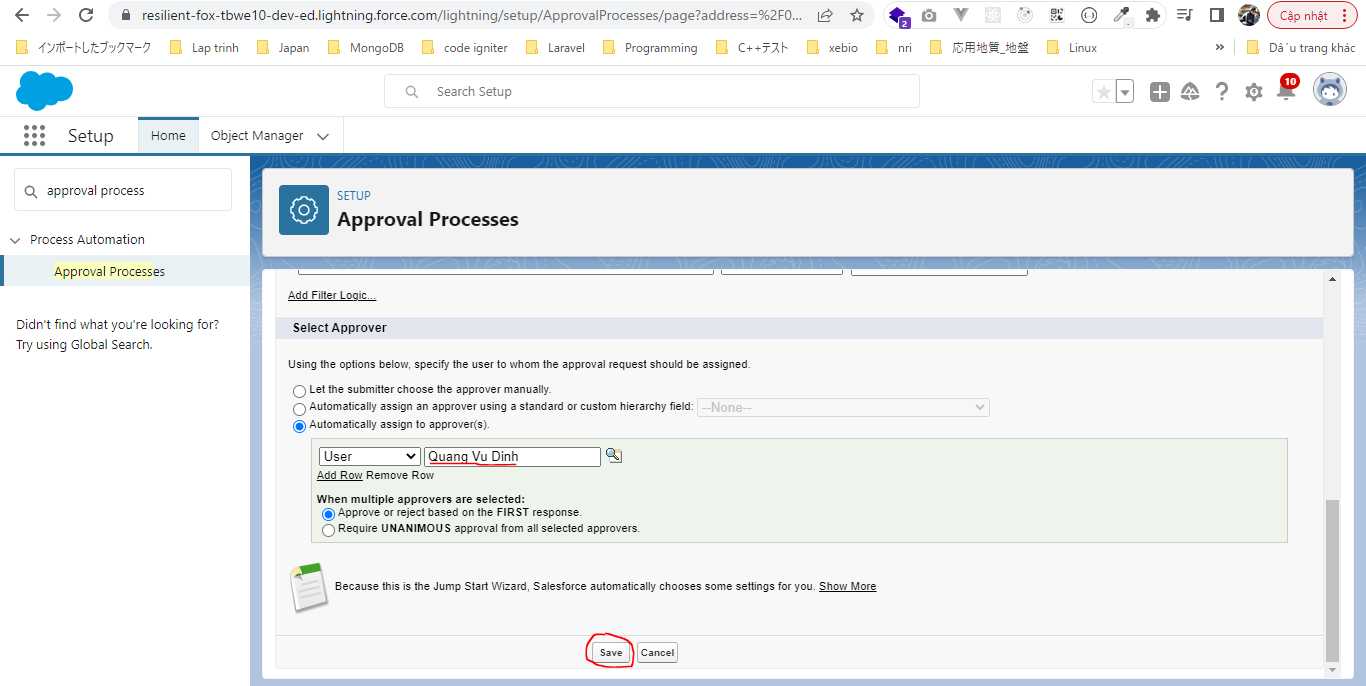 resilient-fox-tbwe10-dev-ed.lightning.force.com/lightning/setup/ApprovalProcesses/page?address=%2F0...
2
Cập nhật
インポートしたブックマーク Lap trinh Japan MongoDB code igniter Laravel Programming C++テスト xebio nri 応用地質_地盤 Linux » Dấu trang khác
Search Setup
10
Setup Home Object Manager
approval process
Process Automation
Approval Processes
Didn't find what you're looking for?
Try using Global Search.
SETUP
Approval Processes
Add Filter Logic...
Select Approver
Using the options below, specify the user to whom the approval request should be assigned.
Let the submitter choose the approver manually.
Automatically assign an approver using a standard or custom hierarchy field: --None--
Automatically assign to approver(s).
User Quang Vu Dinh
Add Row Remove Row
When multiple approvers are selected:
Approve or reject based on the FIRST response.
Require UNANIMOUS approval from all selected approvers.
Because this is the Jump Start Wizard, Salesforce automatically chooses some settings for you. Show More
Save Cancel